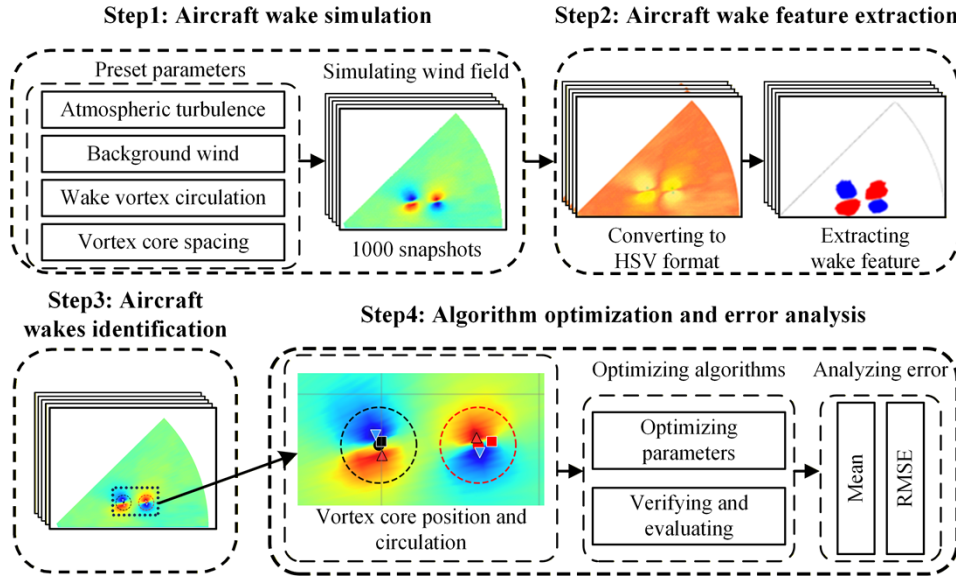 Step1: Aircraft wake simulation
Preset parameters
Atmospheric turbulence
Background wind
Wake vortex circulation
Vortex core spacing
Simulating wind field
1000 snapshots
Step2: Aircraft wake feature extraction
Converting to
HSV format
Extracting
wake feature
Step3: Aircraft
wakes identification
Step4: Algorithm optimization and error analysis
Vortex core position and
circulation
Optimizing algorithms
Optimizing
parameters
Verifying and
evaluating
Analyzing error
Mean
RMSE